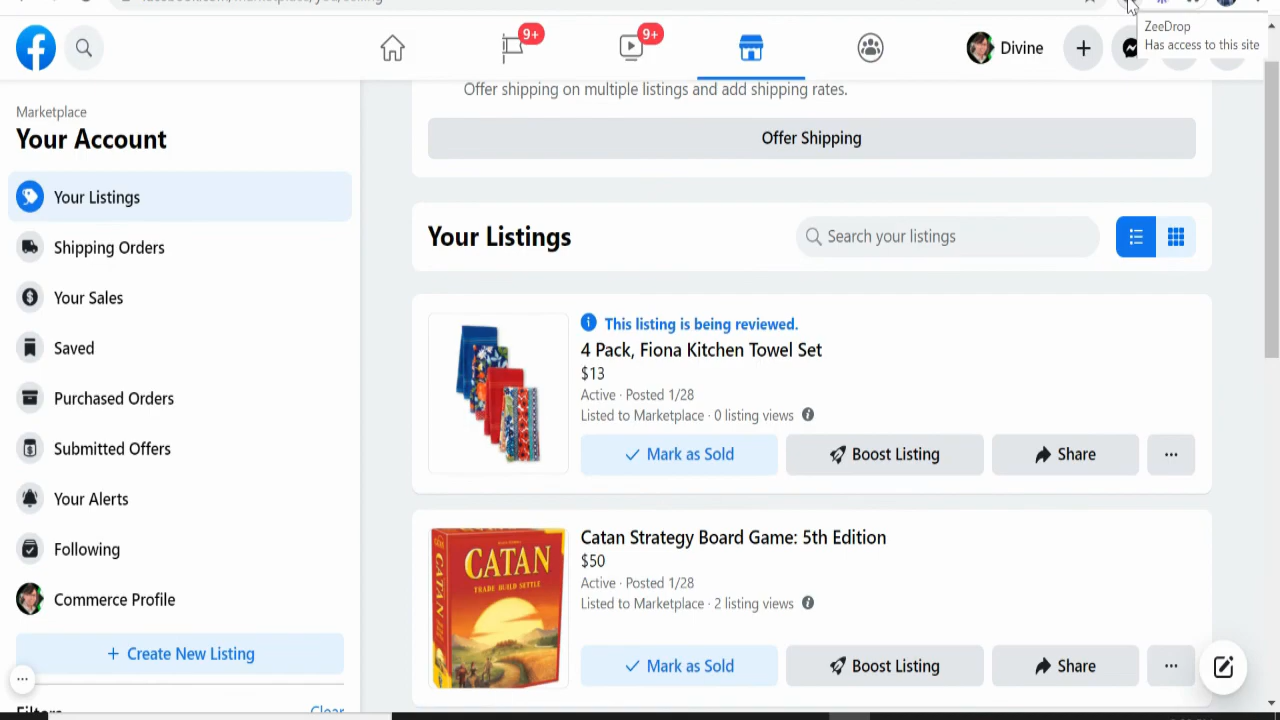 9+
9+
Divine
ZeeDrop
Has access to this site
Marketplace
Your Account
Your Listings
Shipping Orders
Your Sales
Saved
Purchased Orders
Submitted Offers
Your Alerts
Following
Commerce Profile
+ Create New Listing
Clear
Offer shipping on multiple listings and add shipping rates.
Offer Shipping
Your Listings
Search your listings
This listing is being reviewed.
4 Pack, Fiona Kitchen Towel Set
$13
Active · Posted 1/28
Listed to Marketplace · 0 listing views
Mark as Sold
Boost Listing
Share
...
CATAN
TRADE BUILD SETTLE
Catan Strategy Board Game: 5th Edition
$50
Active · Posted 1/28
Listed to Marketplace · 2 listing views
Mark as Sold
Boost Listing
Share
...